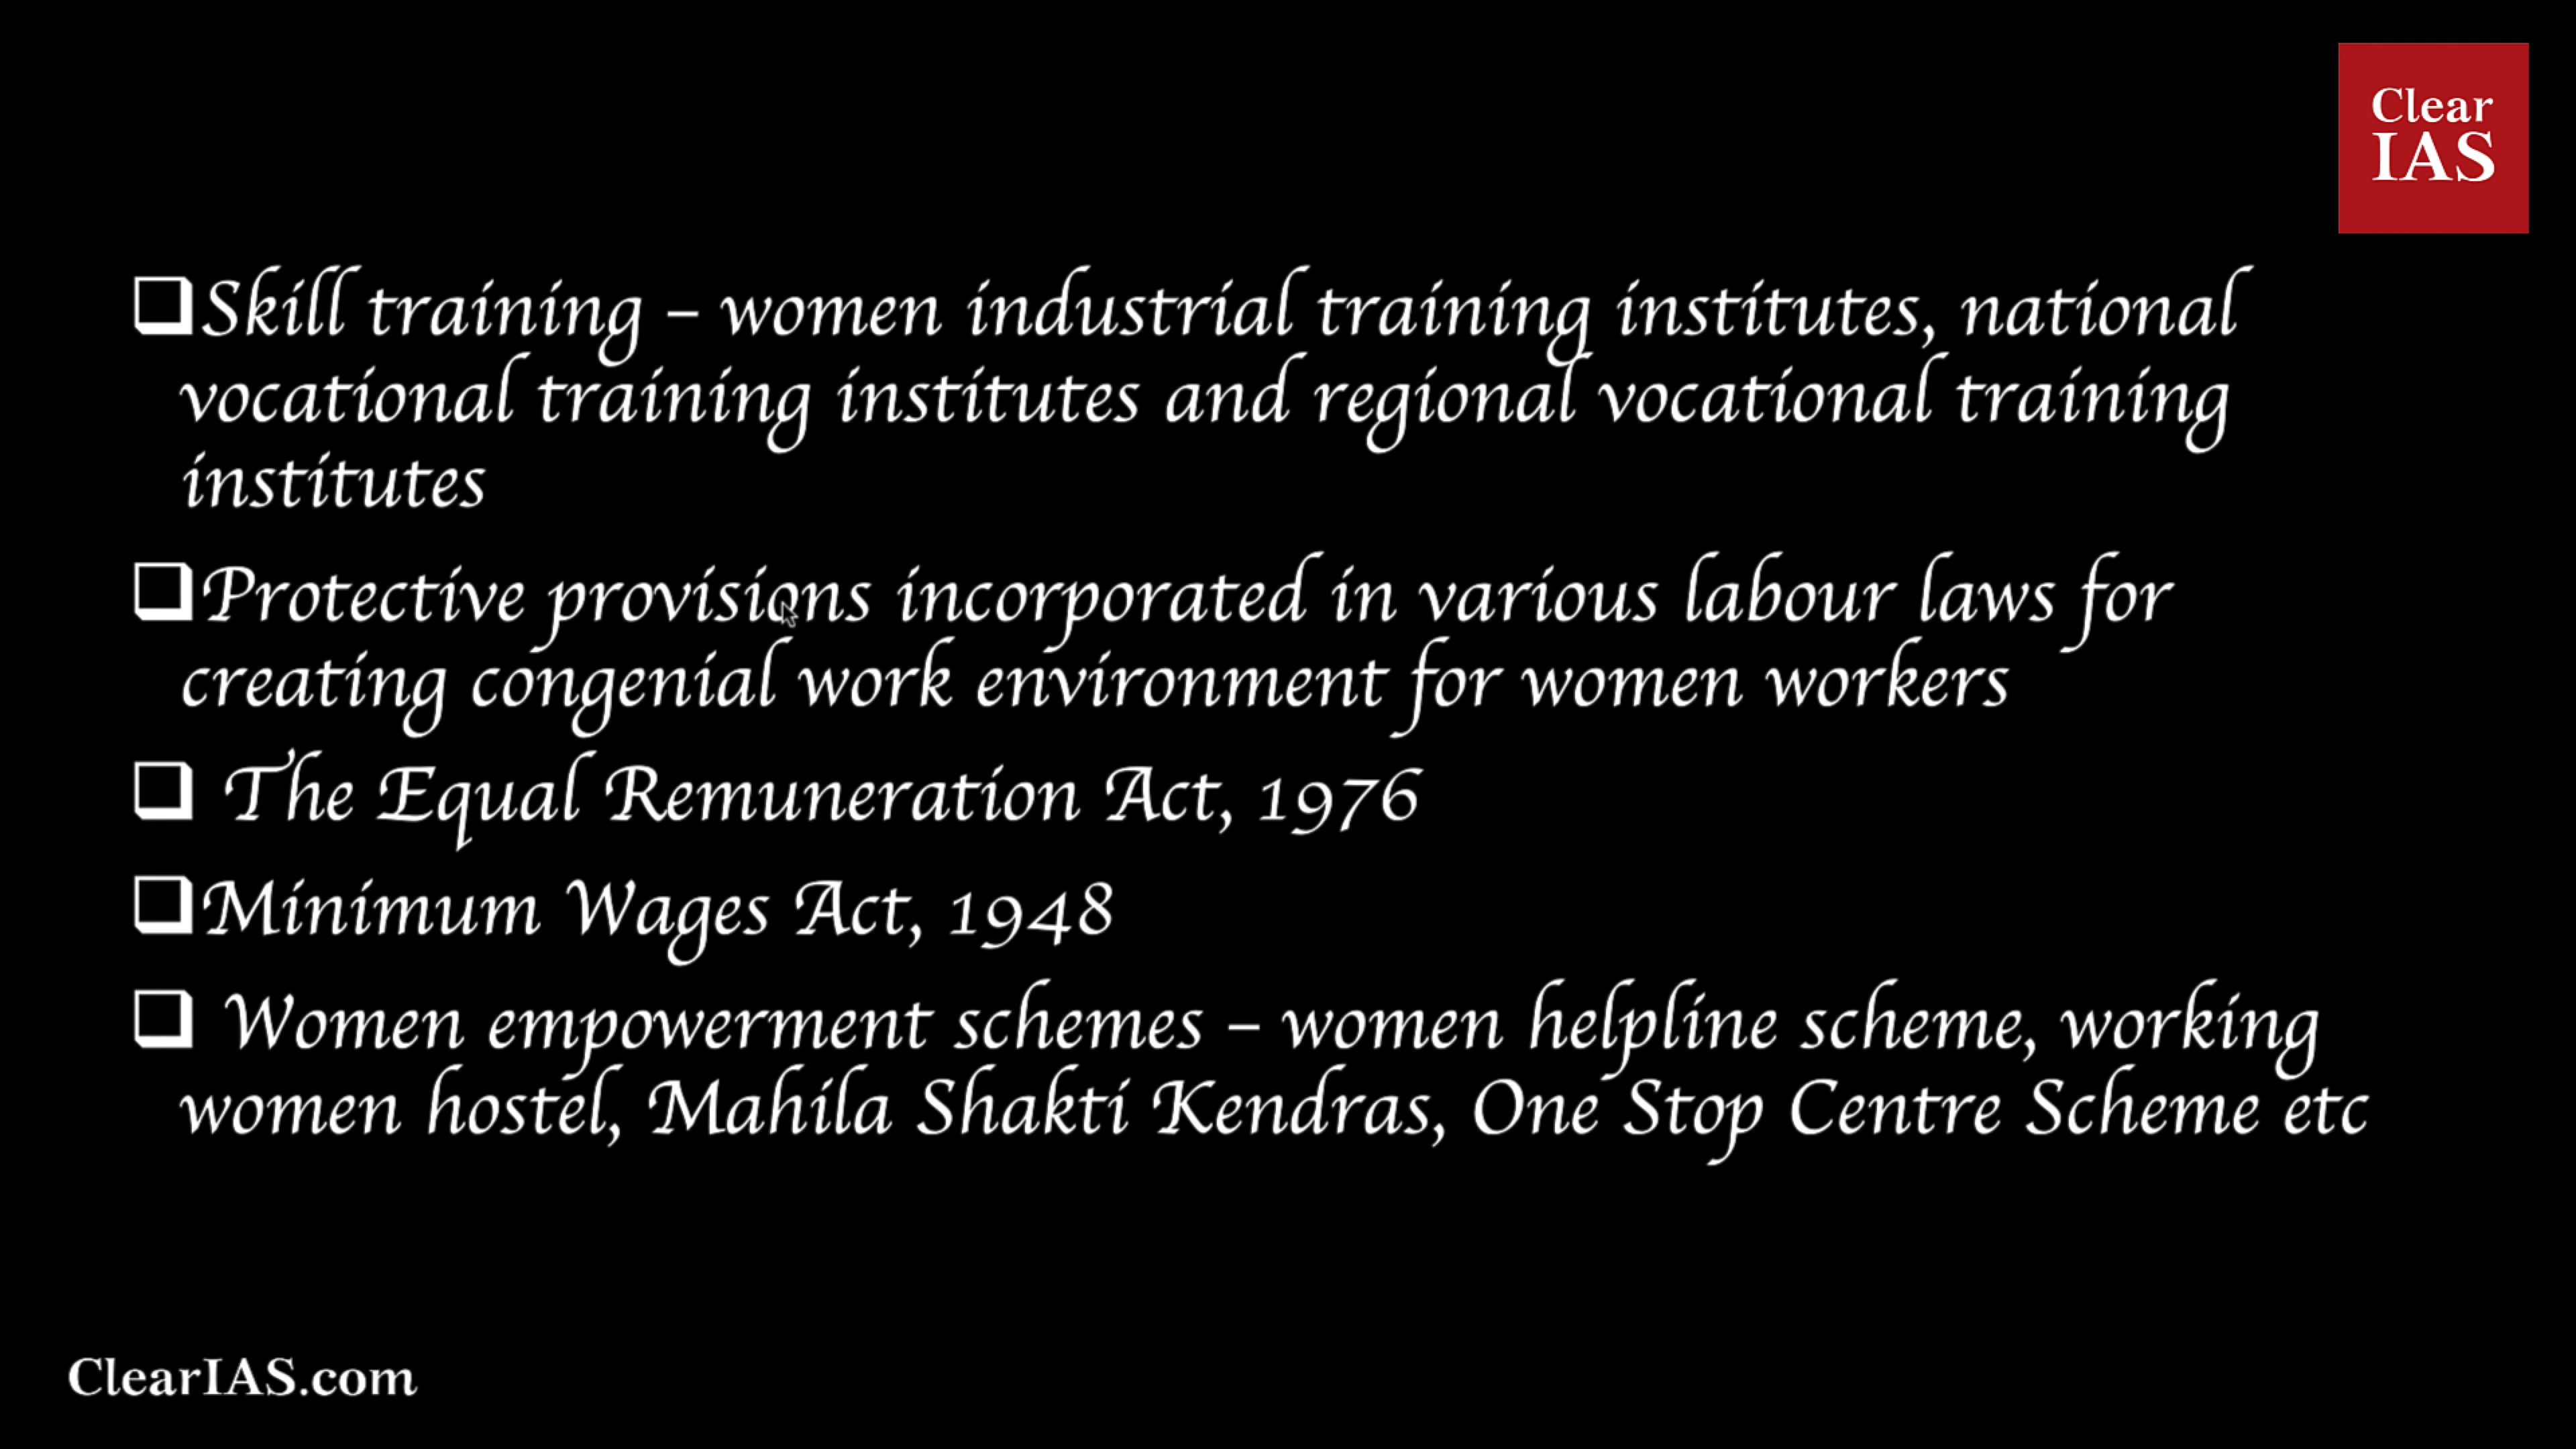 Clear
IAS
Skill training – women industrial training institutes, national
vocational training institutes and regional vocational training
institutes
Protective provisions incorporated in various labour laws for
creating congenial work environment for women workers
The Equal Remuneration Act, 1976
Minimum Wages Act, 1948
Women empowerment schemes – women helpline scheme, working
women hostel, Mahila Shakti Kendras, One Stop Centre Scheme etc
ClearIAS.com